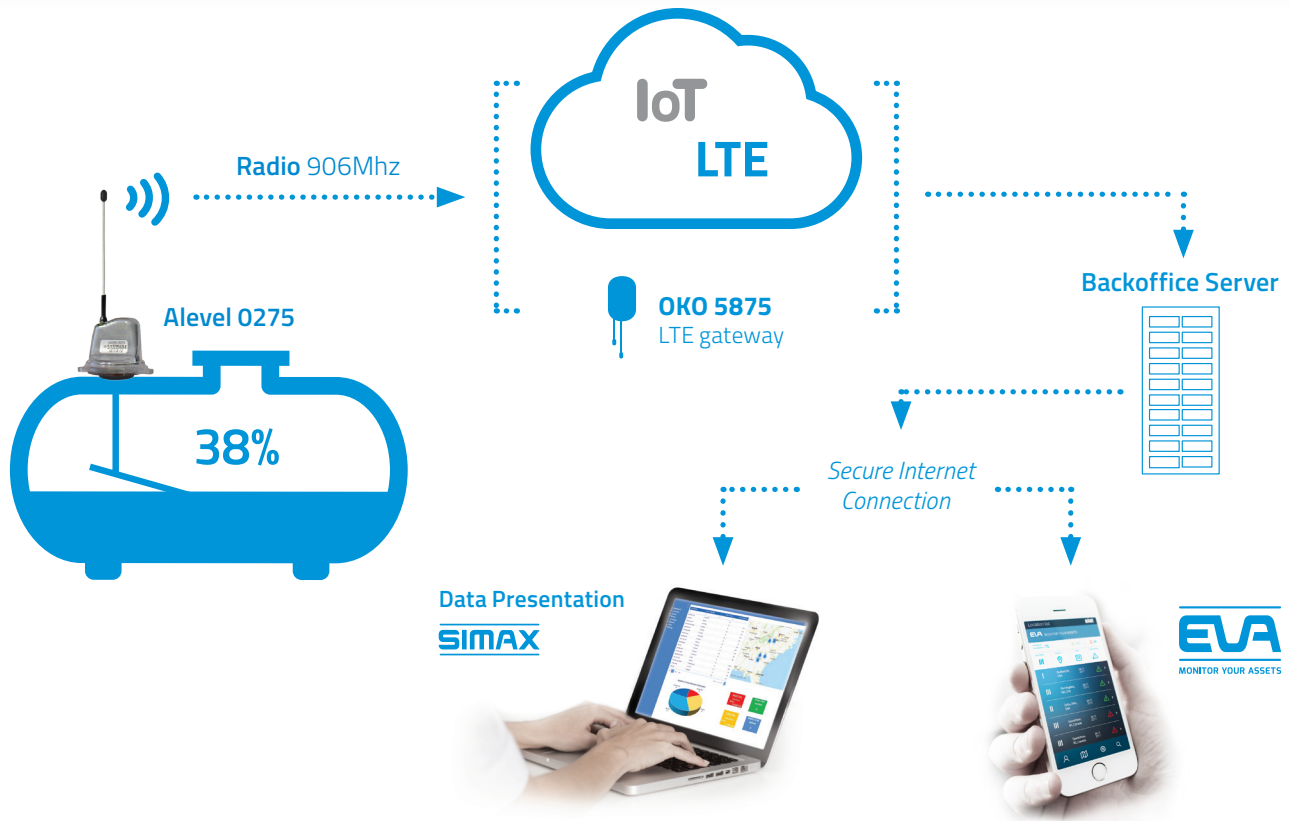 IoT
LTE
Radio 906Mhz
Alevel 0275
38%
OKO 5875
LTE gateway
Backoffice Server
Secure Internet
Connection
Data Presentation
SIMAX
EVA
MONITOR YOUR ASSETS
EVA